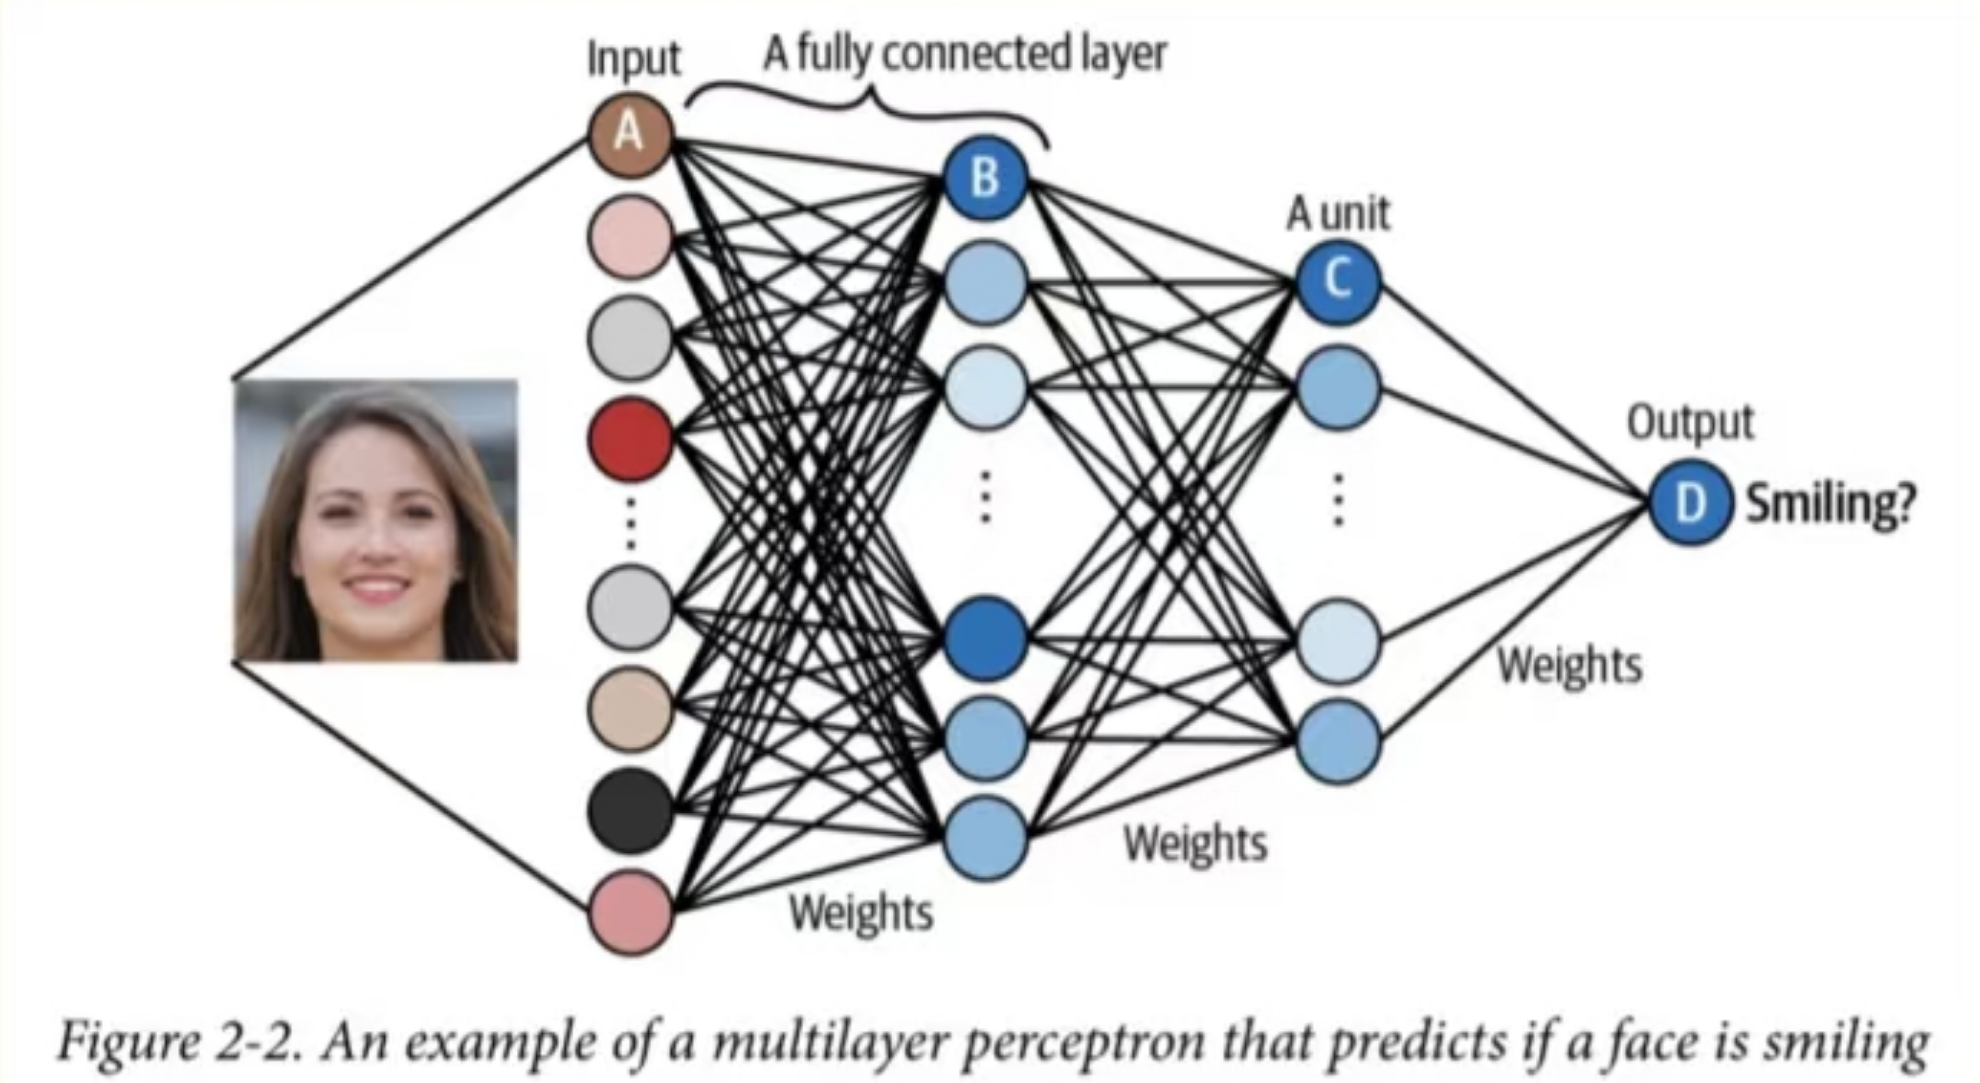 Input
A fully connected layer
A
B
A unit
C
Output
D Smiling?
Weights
Weights
Weights
Figure 2-2. An example of a multilayer perceptron that predicts if a face is smiling